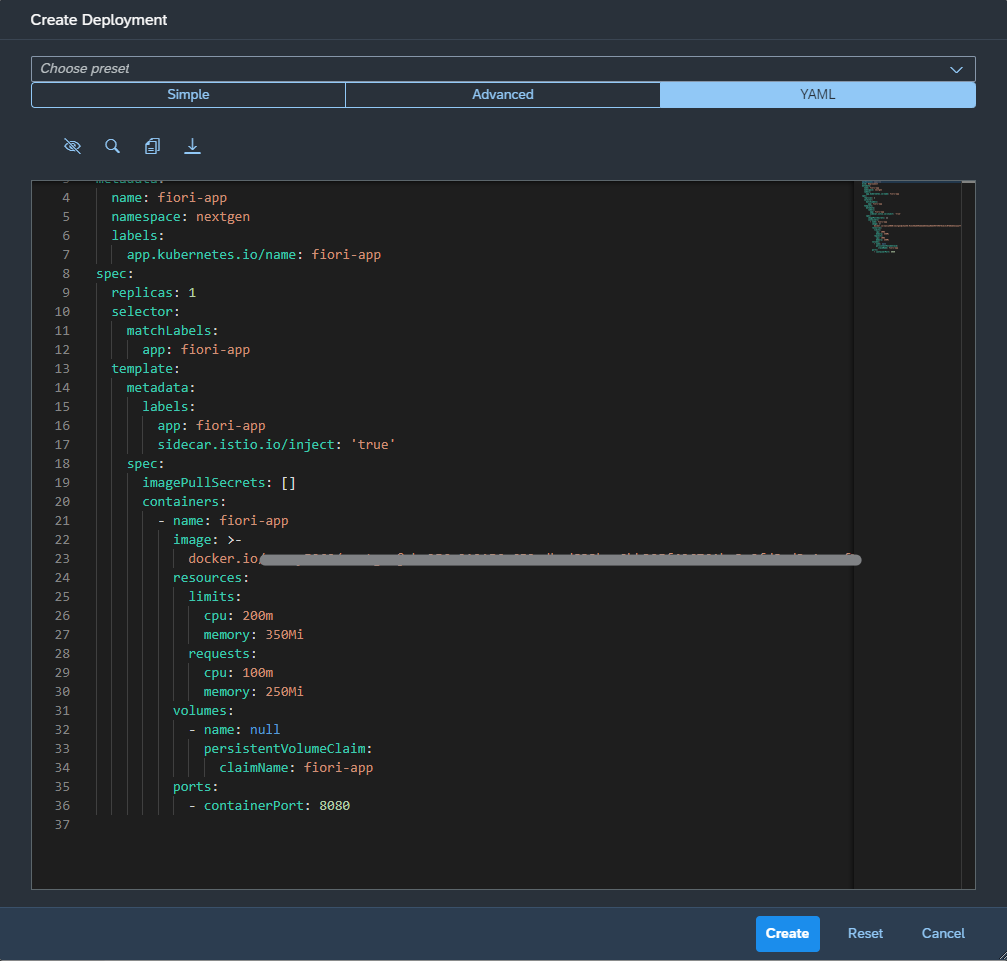 Create Deployment
Choose preset
Simple Advanced YAML
metadata:
4 name: fiori-app
5 namespace: nextgen
6 labels:
7 app.kubernetes.io/name: fiori-app
8 spec:
9 replicas: 1
10 selector:
11 matchLabels:
12 app: fiori-app
13 template:
14 metadata:
15 labels:
16 app: fiori-app
17 sidecar.istio.io/inject: 'true'
18 spec:
19 imagePullSecrets: []
20 containers:
21 - name: fiori-app
22 image: >-
23 docker.io/
24 resources:
25 limits:
26 cpu: 200m
27 memory: 350Mi
28 requests:
29 cpu: 100m
30 memory: 250Mi
31 volumes:
32 - name: null
33 persistentVolumeClaim:
34 claimName: fiori-app
35 ports:
36 - containerPort: 8080
37
Create Reset Cancel